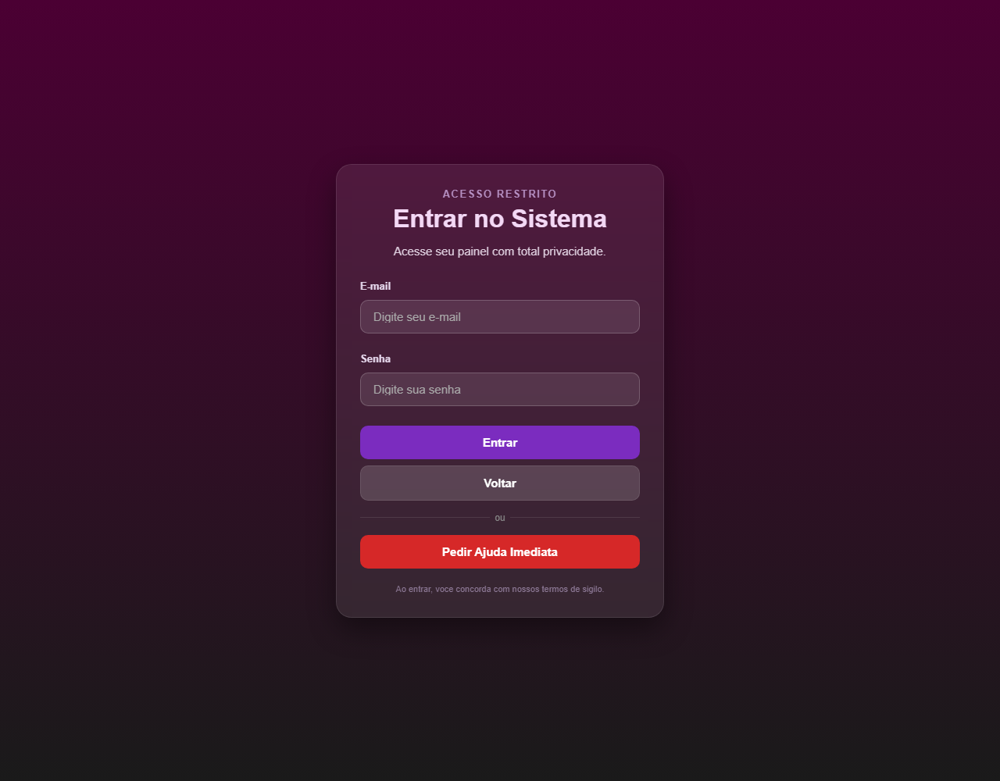 ACESSO RESTRITO
Entrar no Sistema
Acesse seu painel com total privacidade.
E-mail
Digite seu e-mail
Senha
Digite sua senha
Entrar
Voltar
ou
Pedir Ajuda Imediata
Ao entrar, voce concorda com nossos termos de sigilo.